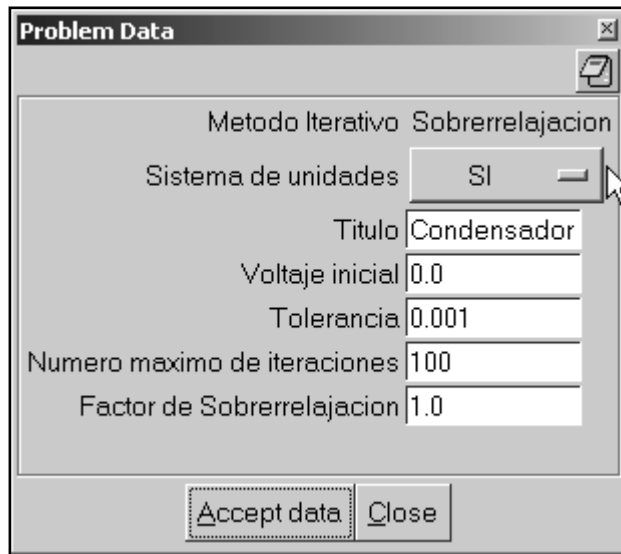 Problem Data
Metodo Iterativo Sobrerrelajacion
Sistema de unidades SI
Titulo Condensador
Voltaje inicial 0.0
Tolerancia 0.001
Numero maximo de iteraciones 100
Factor de Sobrerrelajacion 1.0
Accept data Close